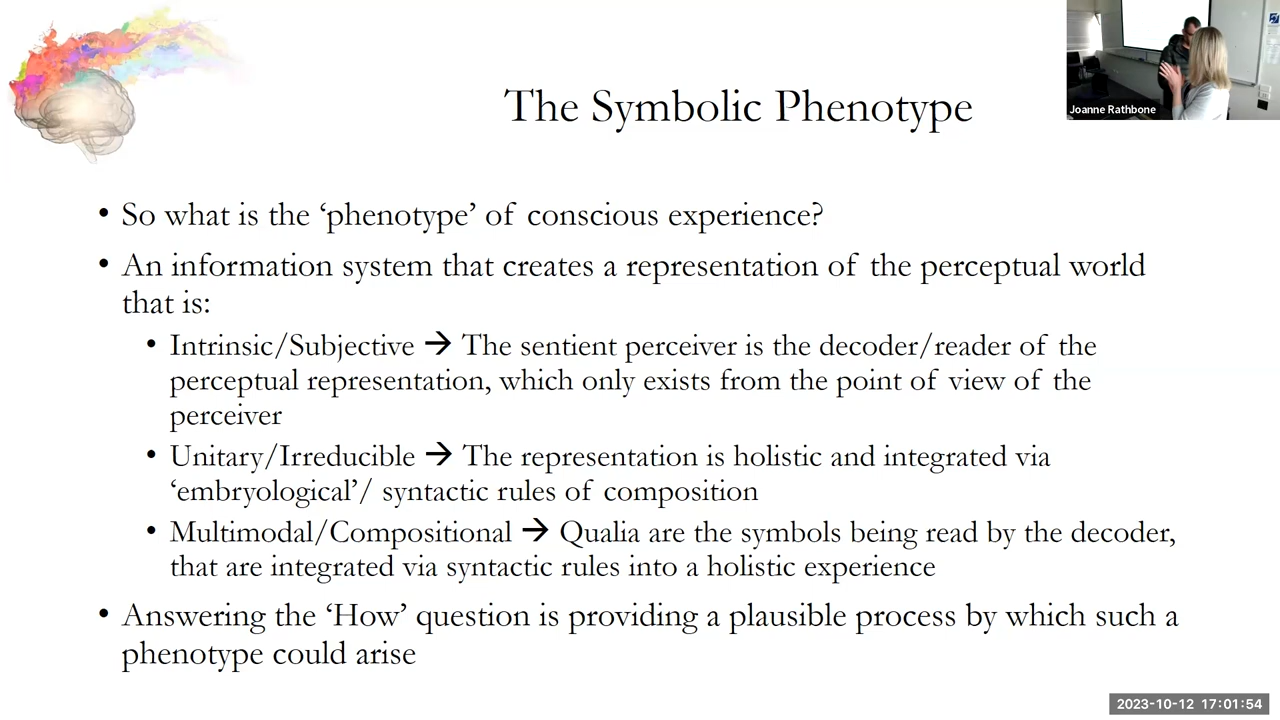 The Symbolic Phenotype
Joanne Rathbone
• So what is the ‘phenotype’ of conscious experience?
• An information system that creates a representation of the perceptual world
that is:
• Intrinsic/Subjective → The sentient perceiver is the decoder/reader of the
perceptual representation, which only exists from the point of view of the
perceiver
• Unitary/Irreducible → The representation is holistic and integrated via
‘embryological’/ syntactic rules of composition
• Multimodal/Compositional → Qualia are the symbols being read by the decoder,
that are integrated via syntactic rules into a holistic experience
• Answering the ‘How’ question is providing a plausible process by which such a
phenotype could arise
2023-10-12 17:01:54